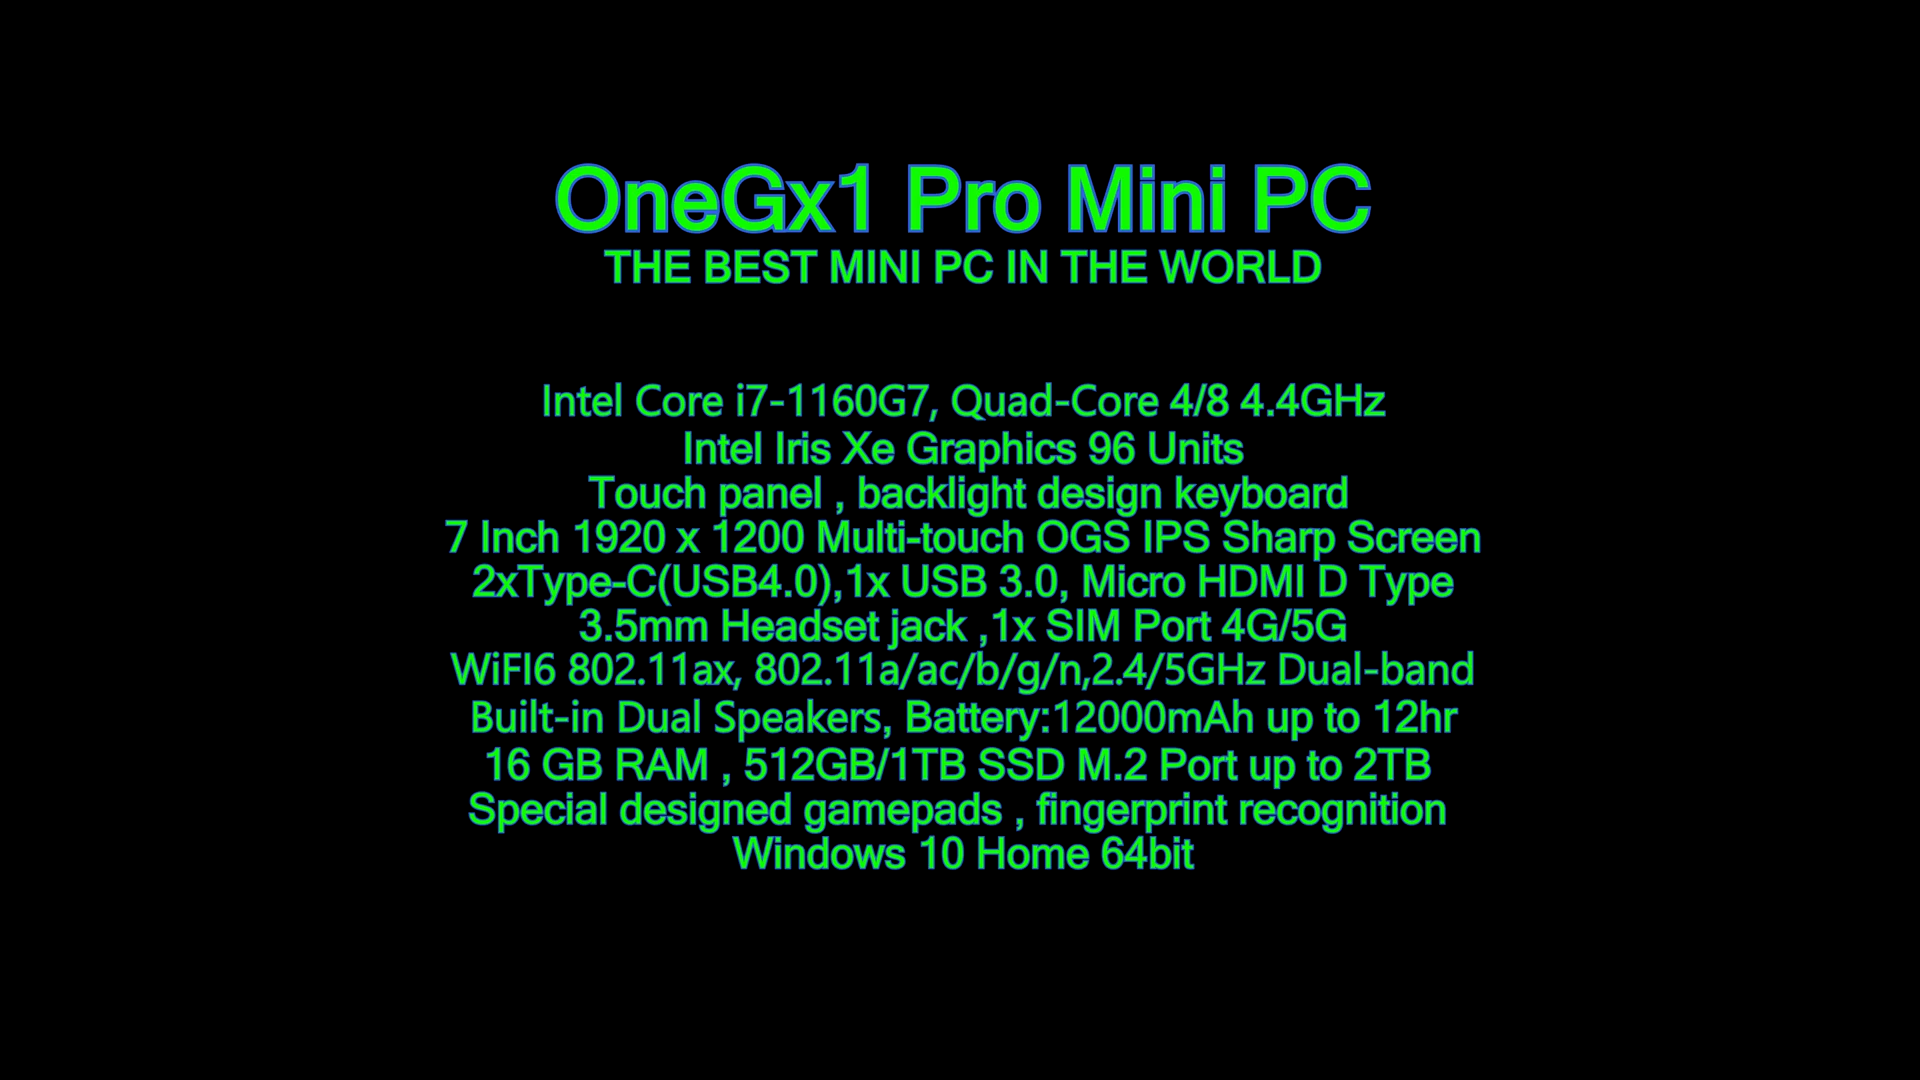 OneGx1 Pro Mini PC
THE BEST MINI PC IN THE WORLD
Intel Core i7-1160G7, Quad-Core 4/8 4.4GHz
Intel Iris Xe Graphics 96 Units
Touch panel , backlight design keyboard
7 Inch 1920 x 1200 Multi-touch OGS IPS Sharp Screen
2xType-C(USB4.0),1x USB 3.0, Micro HDMI D Type
3.5mm Headset jack ,1x SIM Port 4G/5G
WiFI6 802.11ax, 802.11a/ac/b/g/n,2.4/5GHz Dual-band
Built-in Dual Speakers, Battery:12000mAh up to 12hr
16 GB RAM , 512GB/1TB SSD M.2 Port up to 2TB
Special designed gamepads , fingerprint recognition
Windows 10 Home 64bit